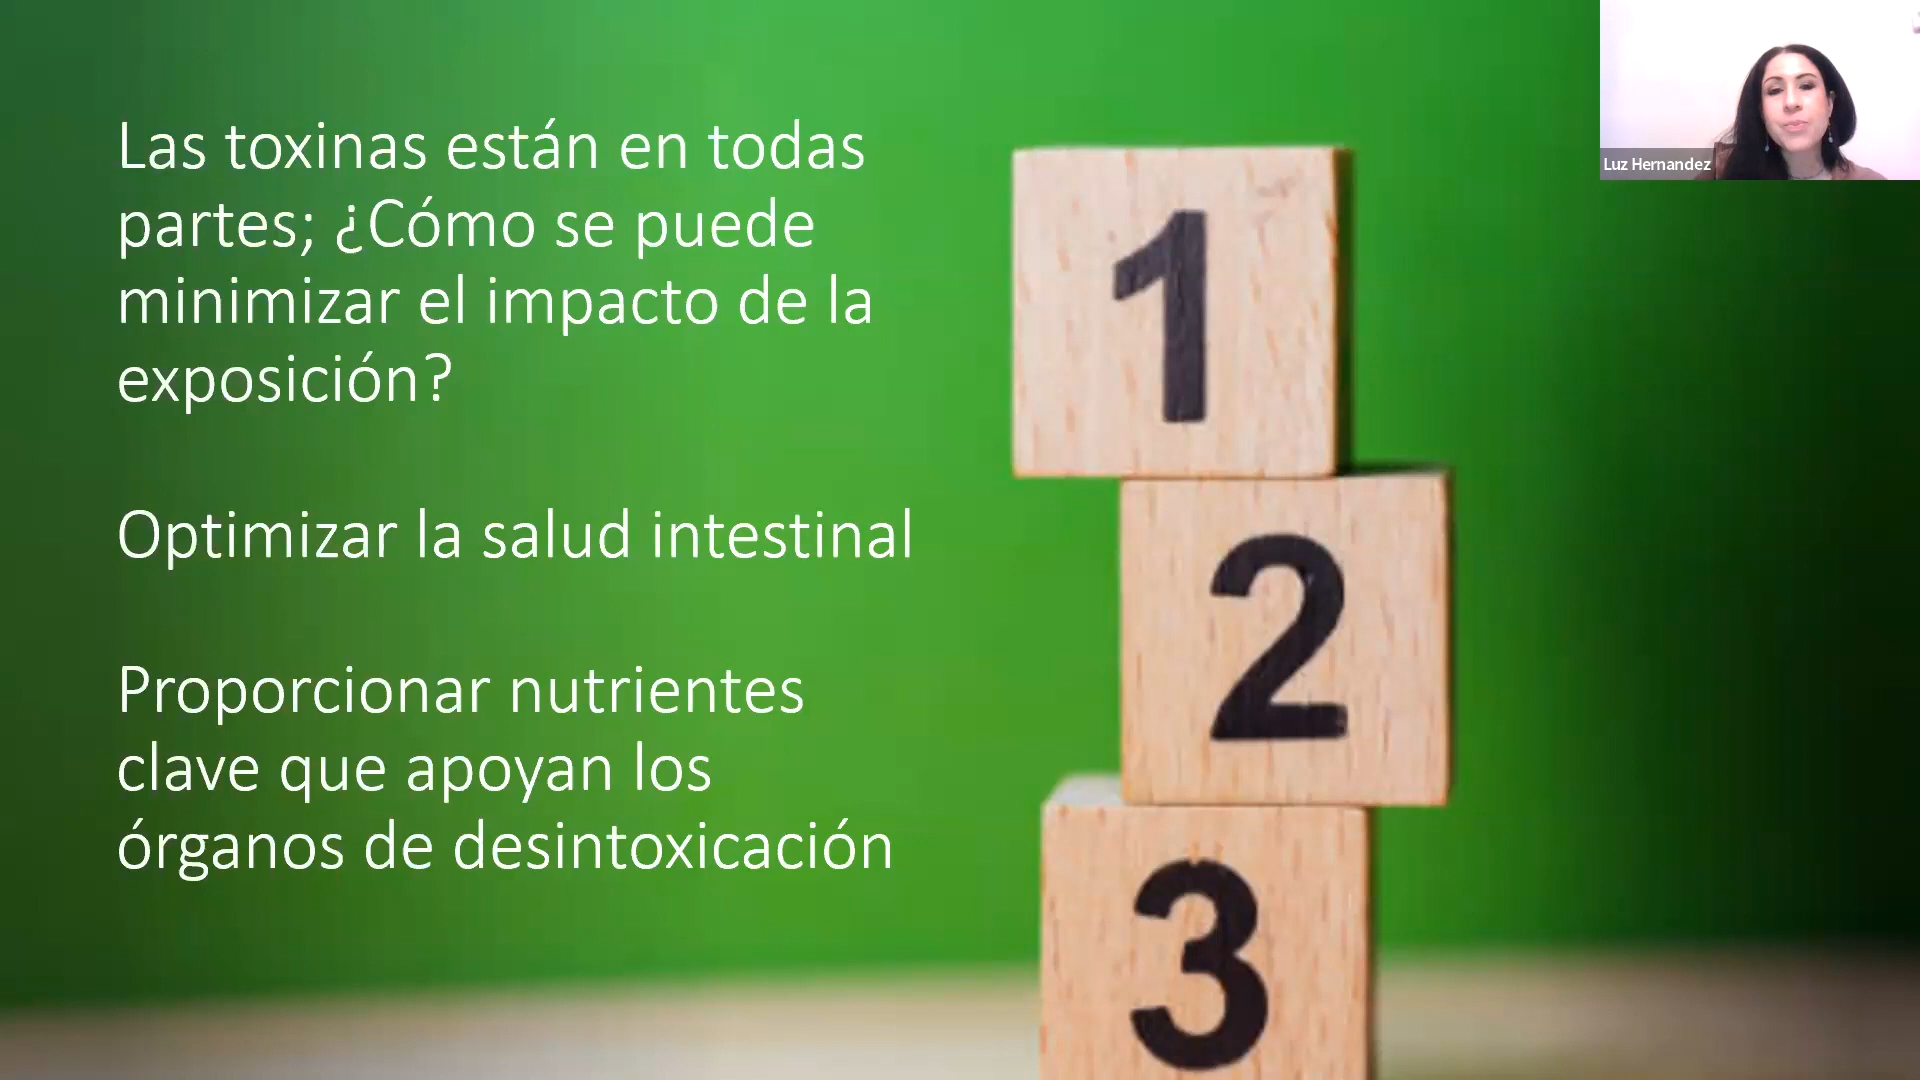 Las toxinas están en todas
partes; ¿Cómo se puede
minimizar el impacto de la
exposición?
Optimizar la salud intestinal
Proporcionar nutrientes
clave que apoyan los
órganos de desintoxicación
1
2
3
Luz Hernandez